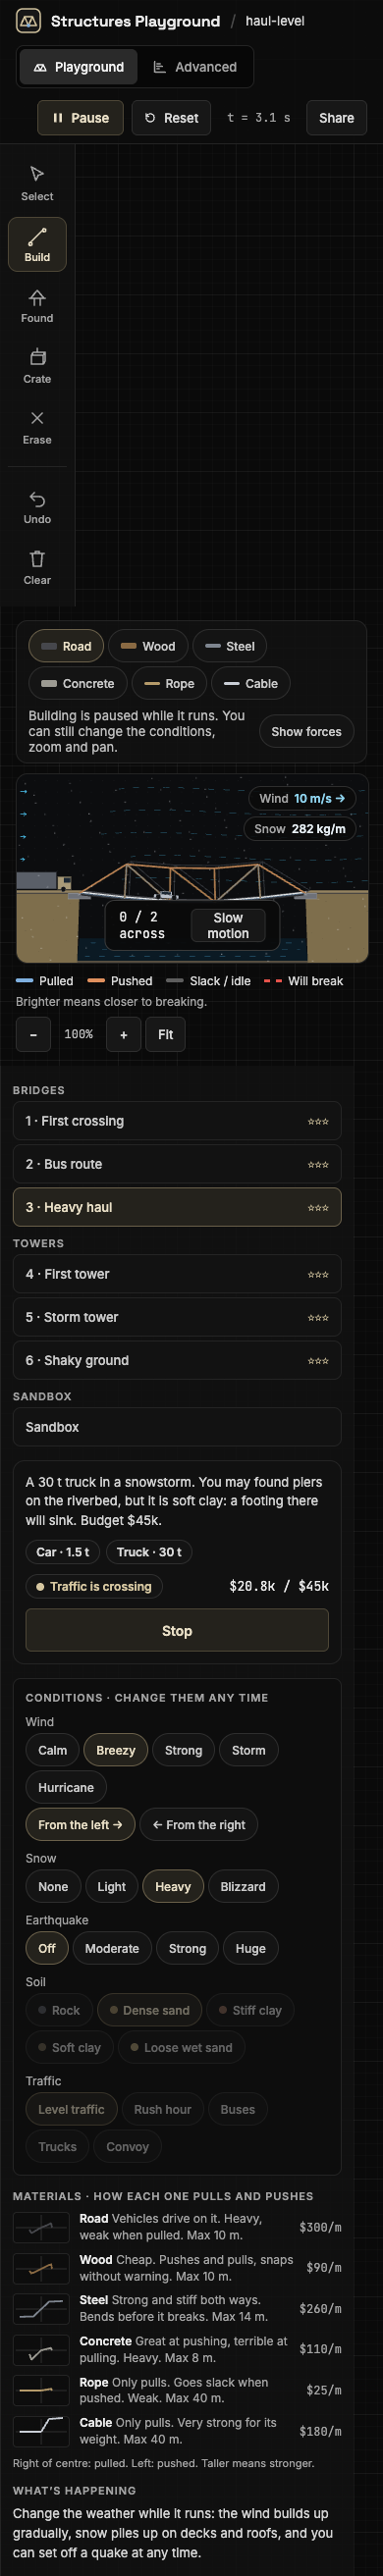 Structures Playground / haul-level
Playground Advanced
Pause Reset t = 3.1 s Share
Select
Build
Found
Crate
Erase
Undo
Clear
Road Wood Steel
Concrete Rope Cable
Building is paused while it runs. You
can still change the conditions,
zoom and pan.
Show forces
Wind 10 m/s →
Snow 282 kg/m
0 / 2
across
Slow
motion
Pulled Pushed Slack / idle Will break
Brighter means closer to breaking.
− 100% + Fit
BRIDGES
1 · First crossing ☆☆☆
2 · Bus route ☆☆☆
3 · Heavy haul ☆☆☆
TOWERS
4 · First tower ☆☆☆
5 · Storm tower ☆☆☆
6 · Shaky ground ☆☆☆
SANDBOX
Sandbox
A 30 t truck in a snowstorm. You may found piers
on the riverbed, but it is soft clay: a footing there
will sink. Budget $45k.
Car · 1.5 t Truck · 30 t
Traffic is crossing $20.8k / $45k
Stop
CONDITIONS · CHANGE THEM ANY TIME
Wind
Calm Breezy Strong Storm
Hurricane
From the left → ← From the right
Snow
None Light Heavy Blizzard
Earthquake
Off Moderate Strong Huge
Soil
Rock Dense sand Stiff clay
Soft clay Loose wet sand
Traffic
Level traffic Rush hour Buses
Trucks Convoy
MATERIALS · HOW EACH ONE PULLS AND PUSHES
Road Vehicles drive on it. Heavy,
weak when pulled. Max 10 m.
$300/m
Wood Cheap. Pushes and pulls, snaps
without warning. Max 10 m.
$90/m
Steel Strong and stiff both ways.
Bends before it breaks. Max 14 m.
$260/m
Concrete Great at pushing, terrible at
pulling. Heavy. Max 8 m.
$110/m
Rope Only pulls. Goes slack when
pushed. Weak. Max 40 m.
$25/m
Cable Only pulls. Very strong for its
weight. Max 40 m.
$180/m
Right of centre: pulled. Left: pushed. Taller means stronger.
WHAT'S HAPPENING
Change the weather while it runs: the wind builds up
gradually, snow piles up on decks and roofs, and you
can set off a quake at any time.